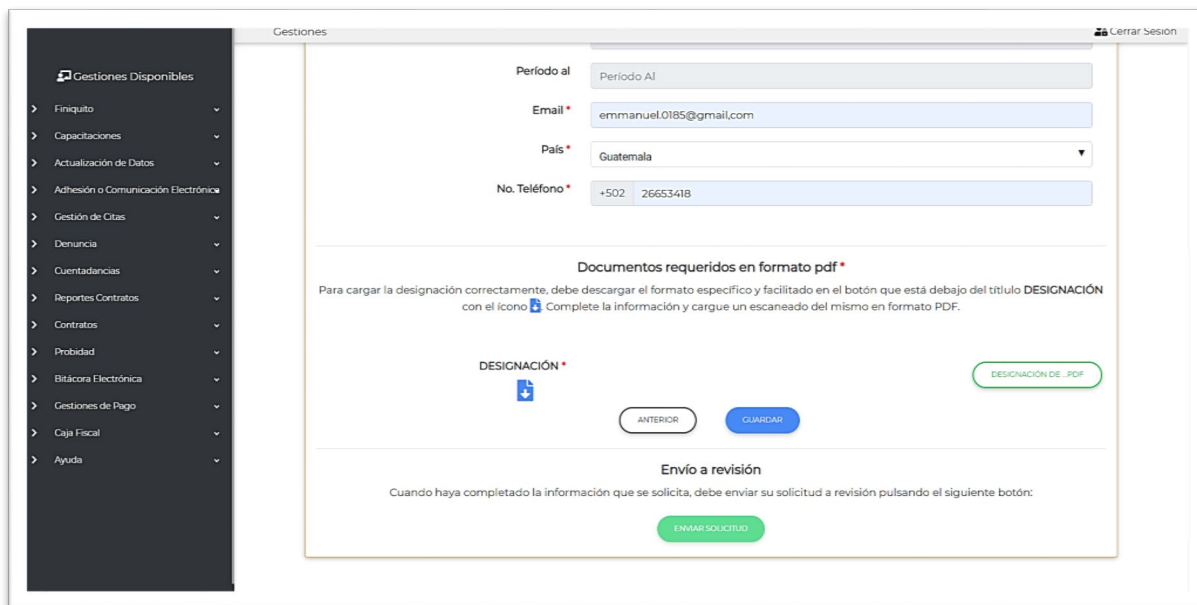 Gestiones
Cerrar Sesión
Gestiones Disponibles
Finiquito
Capacitaciones
Actualización de Datos
Adhesión o Comunicación Electrónica
Gestión de Citas
Denuncia
Cuentadancias
Reportes Contratos
Contratos
Probidad
Bitácora Electrónica
Gestiones de Pago
Caja Fiscal
Ayuda
Período al
Período Al
Email *
emmanuel.0185@gmail,com
País *
Guatemala
No. Teléfono *
+502 26653418
Documentos requeridos en formato pdf *
Para cargar la designación correctamente, debe descargar el formato específico y facilitado en el botón que está debajo del títlulo DESIGNACIÓN
con el ícono . Complete la información y cargue un escaneado del mismo en formato PDF.
DESIGNACIÓN *
DESIGNACIÓN DE ...PDF
ANTERIOR
GUARDAR
Envío a revisión
Cuando haya completado la información que se solicita, debe enviar su solicitud a revisión pulsando el siguiente botón:
ENVIAR SOLICITUD